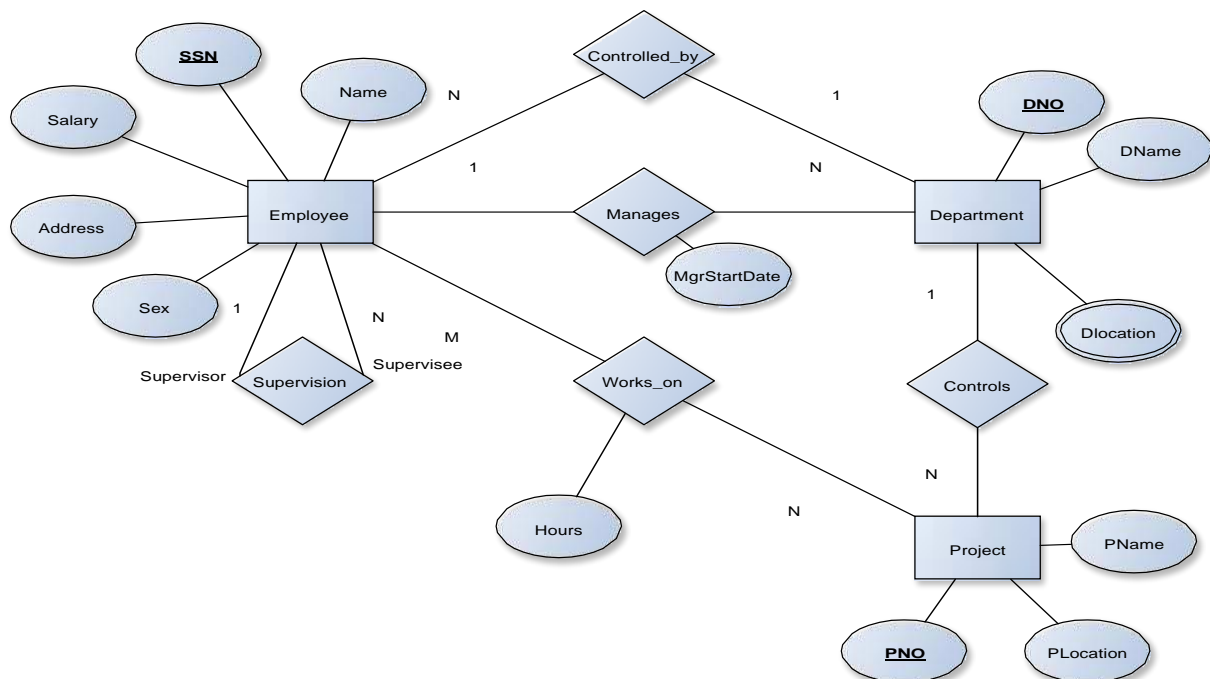 Controlled_by
SSN
Name
N
1
DNO
Salary
DName
1
N
Employee
Manages
Department
Address
MgrStartDate
Sex
1
N
M
1
Dlocation
Supervisor
Supervision
Supervisee
Works_on
Controls
N
Hours
N
Project
PName
PNO
PLocation